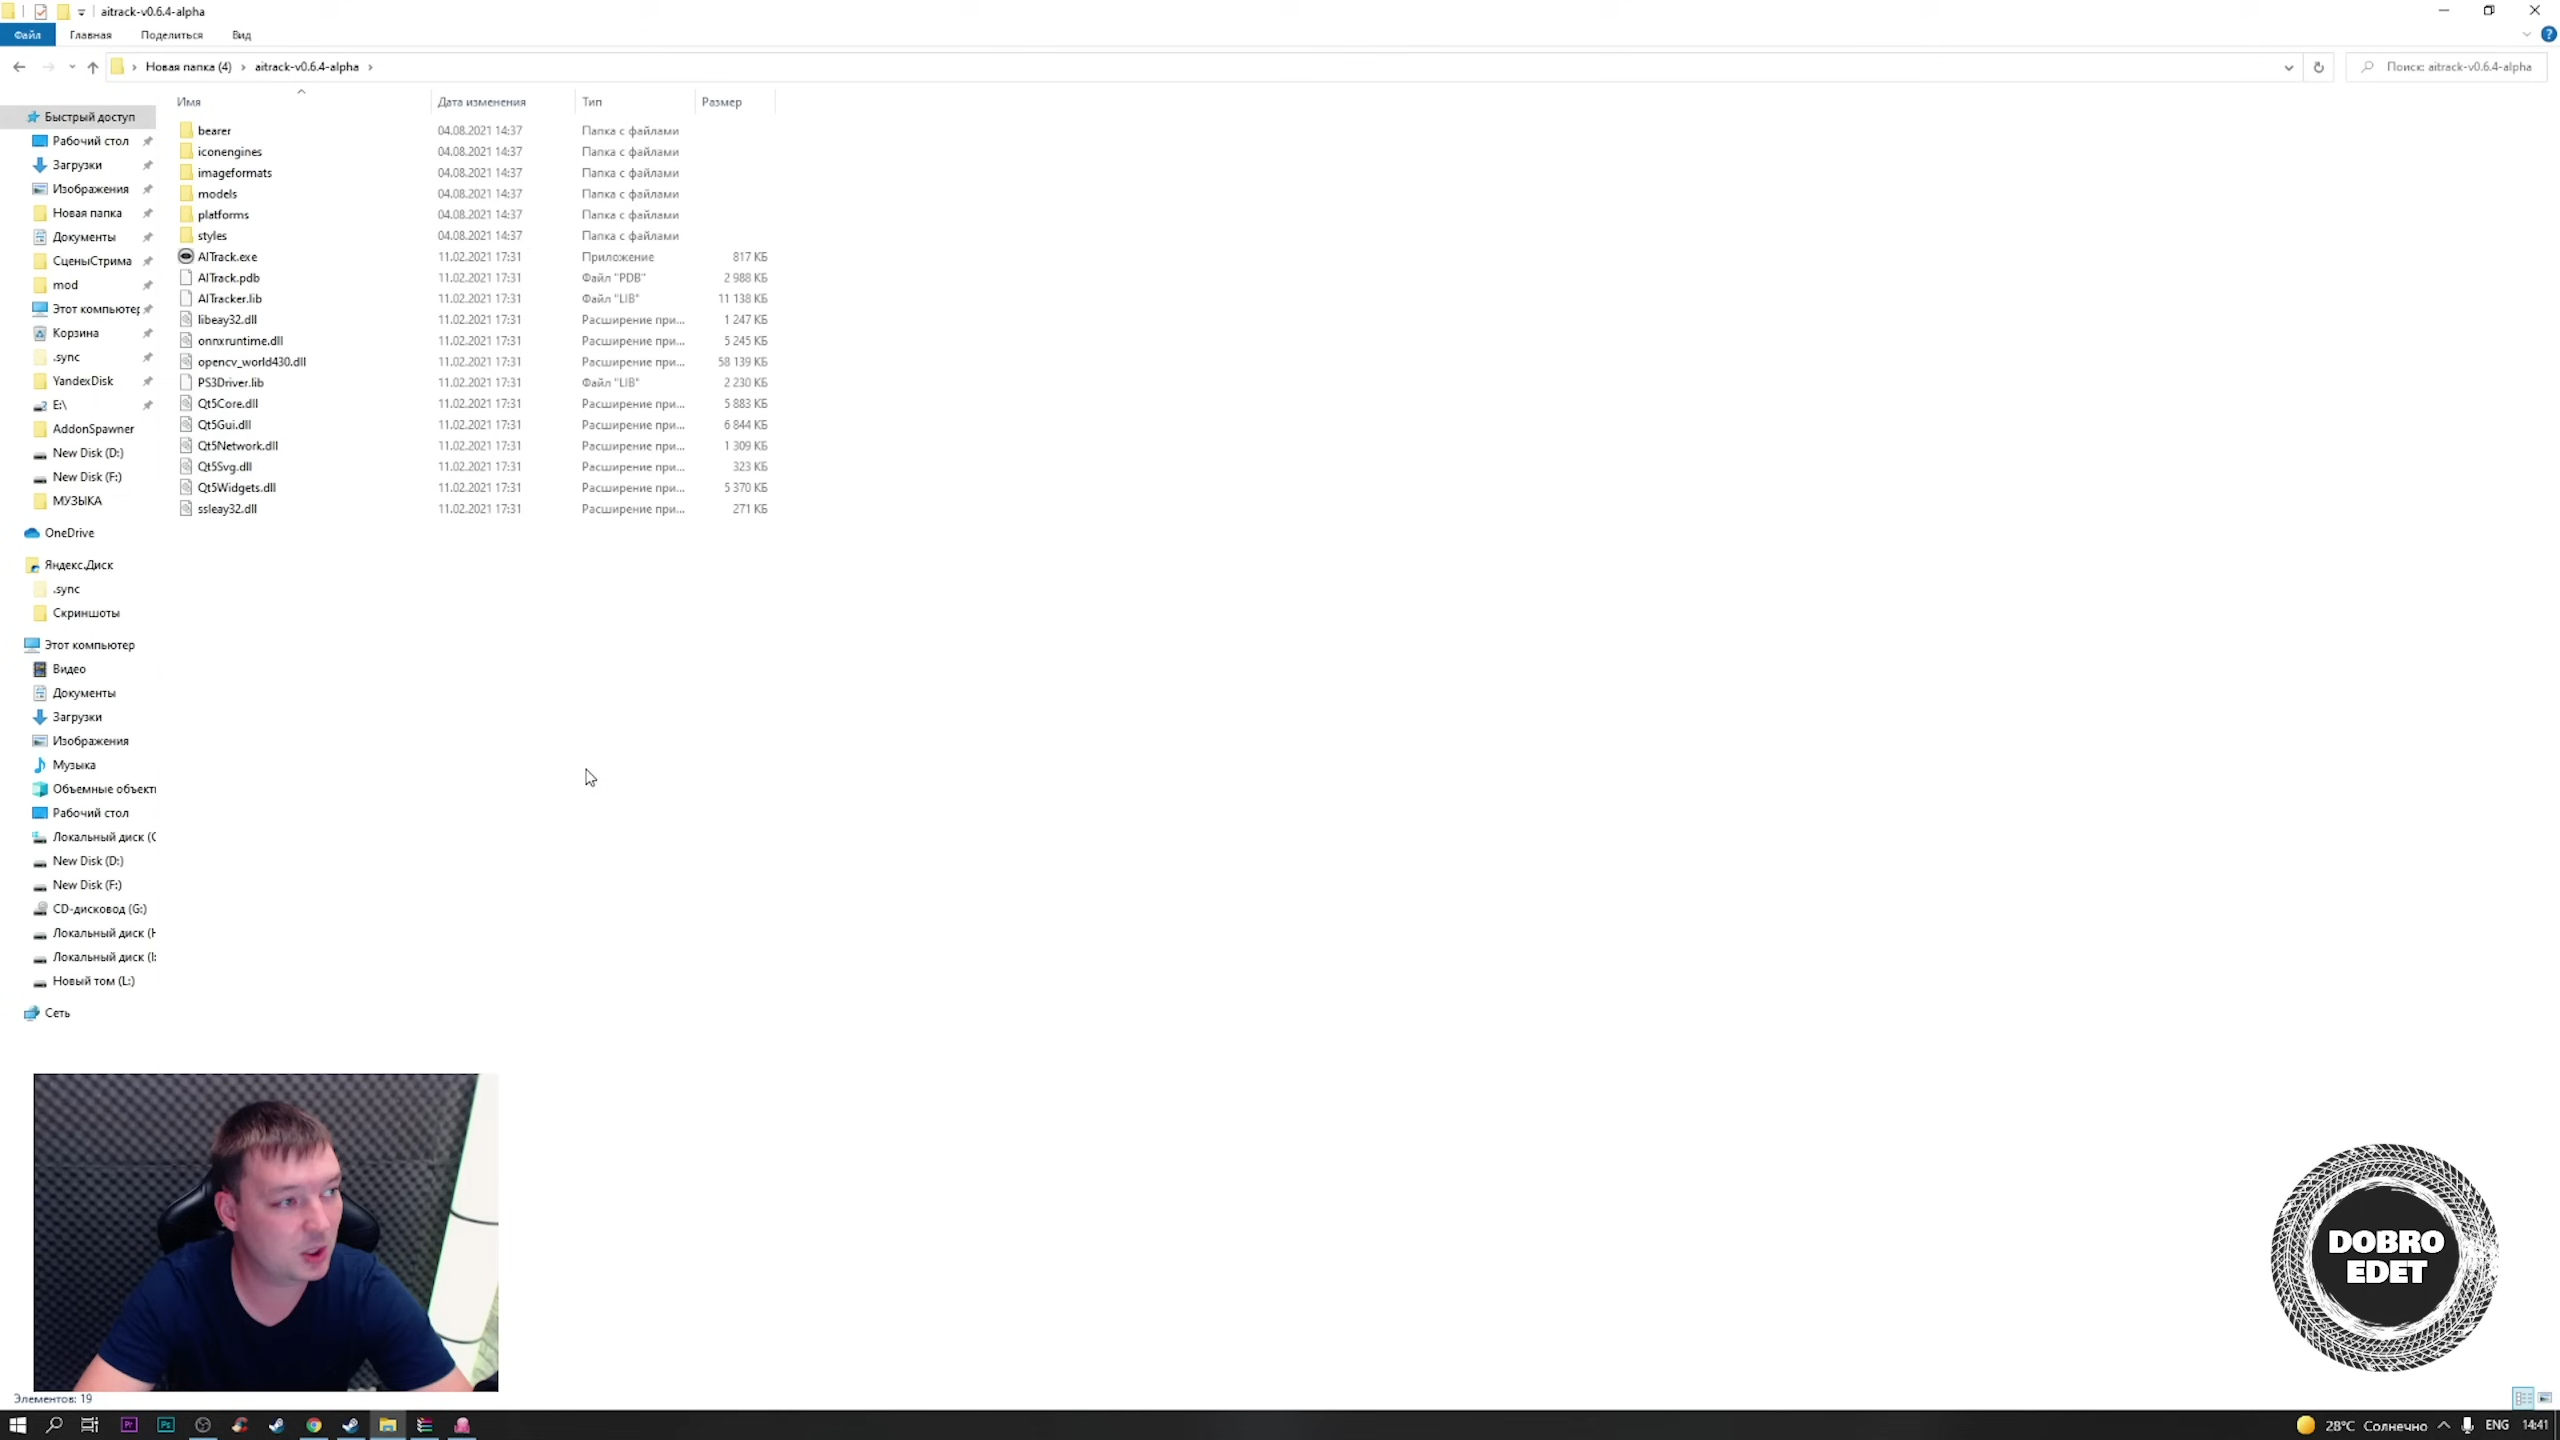 aitrack-v0.6.4-alpha
Файл Главная Поделиться Вид
Новая папка (4) aitrack-v0.6.4-alpha Поиск: aitrack-v0.6.4-alpha
Имя Дата изменения Тип Размер
Быстрый доступ
Рабочий стол
Загрузки
Изображения
Новая папка
Документы
СценыСтрима
mod
Этот компьютер
Корзина
.sync
YandexDisk
E:\
AddonSpawner
New Disk (D:)
New Disk (F:)
МУЗЫКА
OneDrive
Яндекс.Диск
.sync
Скриншоты
Этот компьютер
Видео
Документы
Загрузки
Изображения
Музыка
Объемные объекты
Рабочий стол
Локальный диск (C
New Disk (D:)
New Disk (F:)
CD-дисковод (G:)
Локальный диск (H
Локальный диск (I:
Новый том (L:)
Сеть
bearer 04.08.2021 14:37 Папка с файлами
iconengines 04.08.2021 14:37 Папка с файлами
imageformats 04.08.2021 14:37 Папка с файлами
models 04.08.2021 14:37 Папка с файлами
platforms 04.08.2021 14:37 Папка с файлами
styles 04.08.2021 14:37 Папка с файлами
AITrack.exe 11.02.2021 17:31 Приложение 817 КБ
AITrack.pdb 11.02.2021 17:31 Файл "PDB" 2 988 КБ
AITracker.lib 11.02.2021 17:31 Файл "LIB" 11 138 КБ
libeay32.dll 11.02.2021 17:31 Расширение при... 1 247 КБ
onnxruntime.dll 11.02.2021 17:31 Расширение при... 5 245 КБ
opencv_world430.dll 11.02.2021 17:31 Расширение при... 58 139 КБ
PS3Driver.lib 11.02.2021 17:31 Файл "LIB" 2 230 КБ
Qt5Core.dll 11.02.2021 17:31 Расширение при... 5 883 КБ
Qt5Gui.dll 11.02.2021 17:31 Расширение при... 6 844 КБ
Qt5Network.dll 11.02.2021 17:31 Расширение при... 1 309 КБ
Qt5Svg.dll 11.02.2021 17:31 Расширение при... 323 КБ
Qt5Widgets.dll 11.02.2021 17:31 Расширение при... 5 370 КБ
ssleay32.dll 11.02.2021 17:31 Расширение при... 271 КБ
DOBRO
EDET
Элементов: 19
Pr Ps 28°C Солнечно ENG 14:41